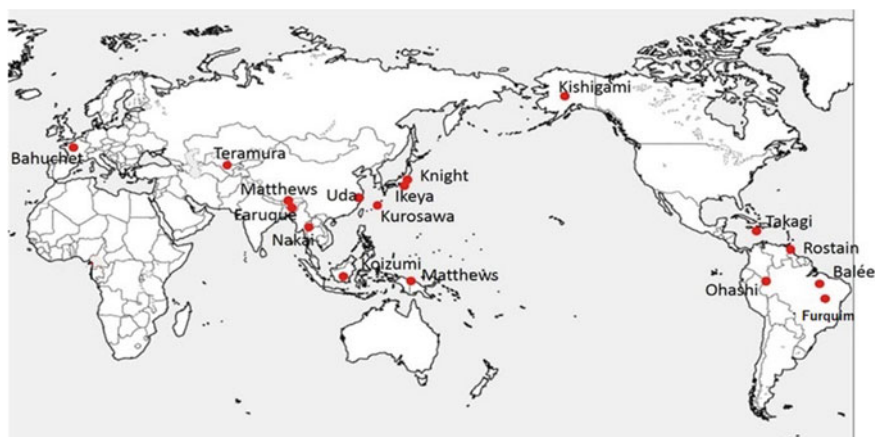 Kishigami
Bahuchet
Teramura
Knight
Matthews
Uda
Ikeya
Faruque
Kurosawa
Takagi
Nakai
Rostain
Koizumi
Matthews
Balée
Ohashi
Furquim